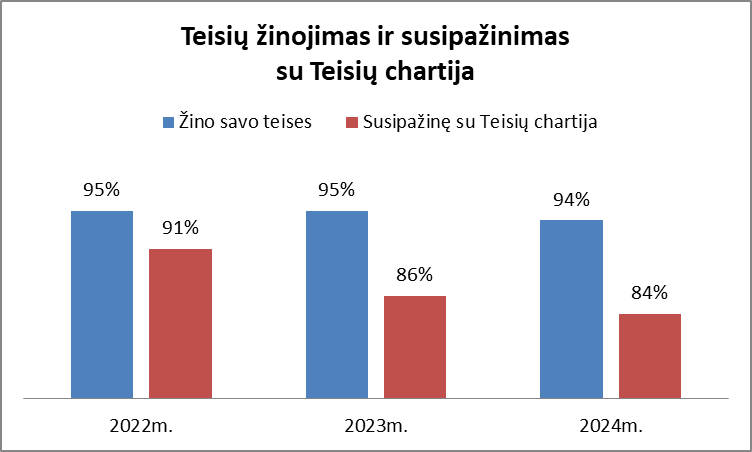 Teisių žinojimas ir susipažinimas
su Teisių chartija
Žino savo teises Susipažinę su Teisių chartija
95% 95% 94%
91% 86% 84%
2022m. 2023m. 2024m.